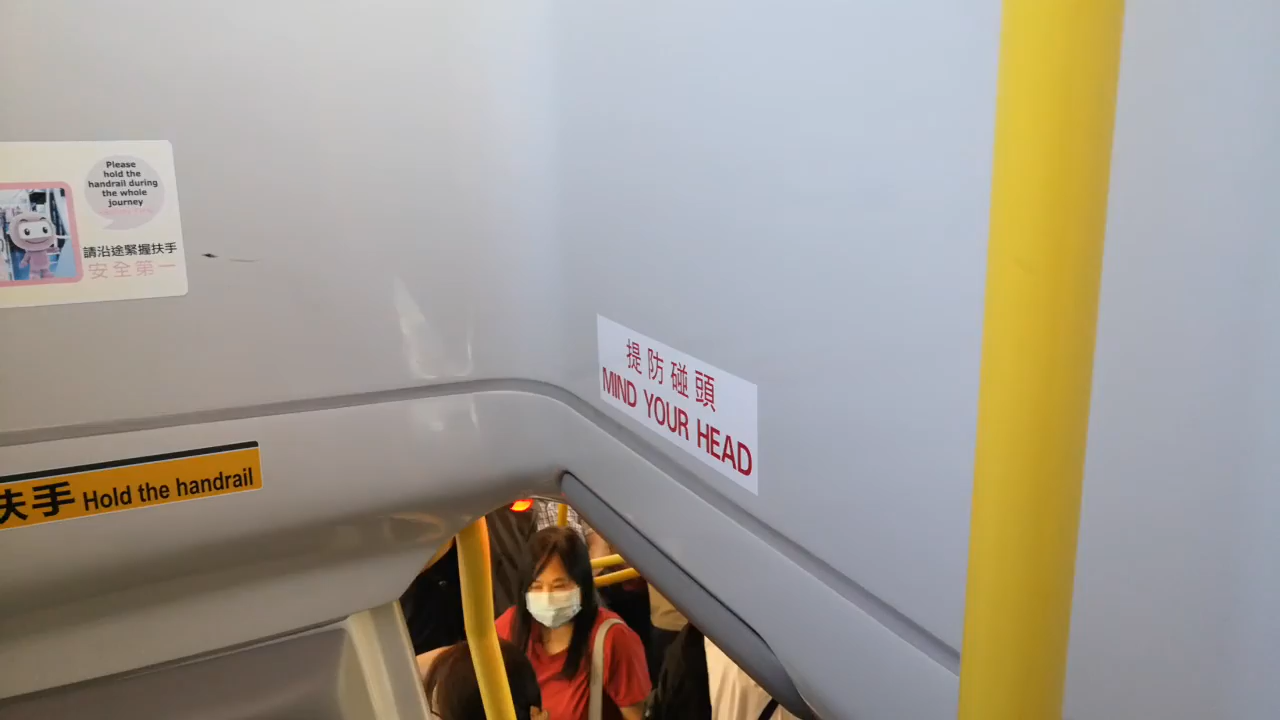 Please
hold the
handrail during
the whole
journey
請沿途緊握扶手
安全第一
提防碰頭
MIND YOUR HEAD
扶手 Hold the handrail